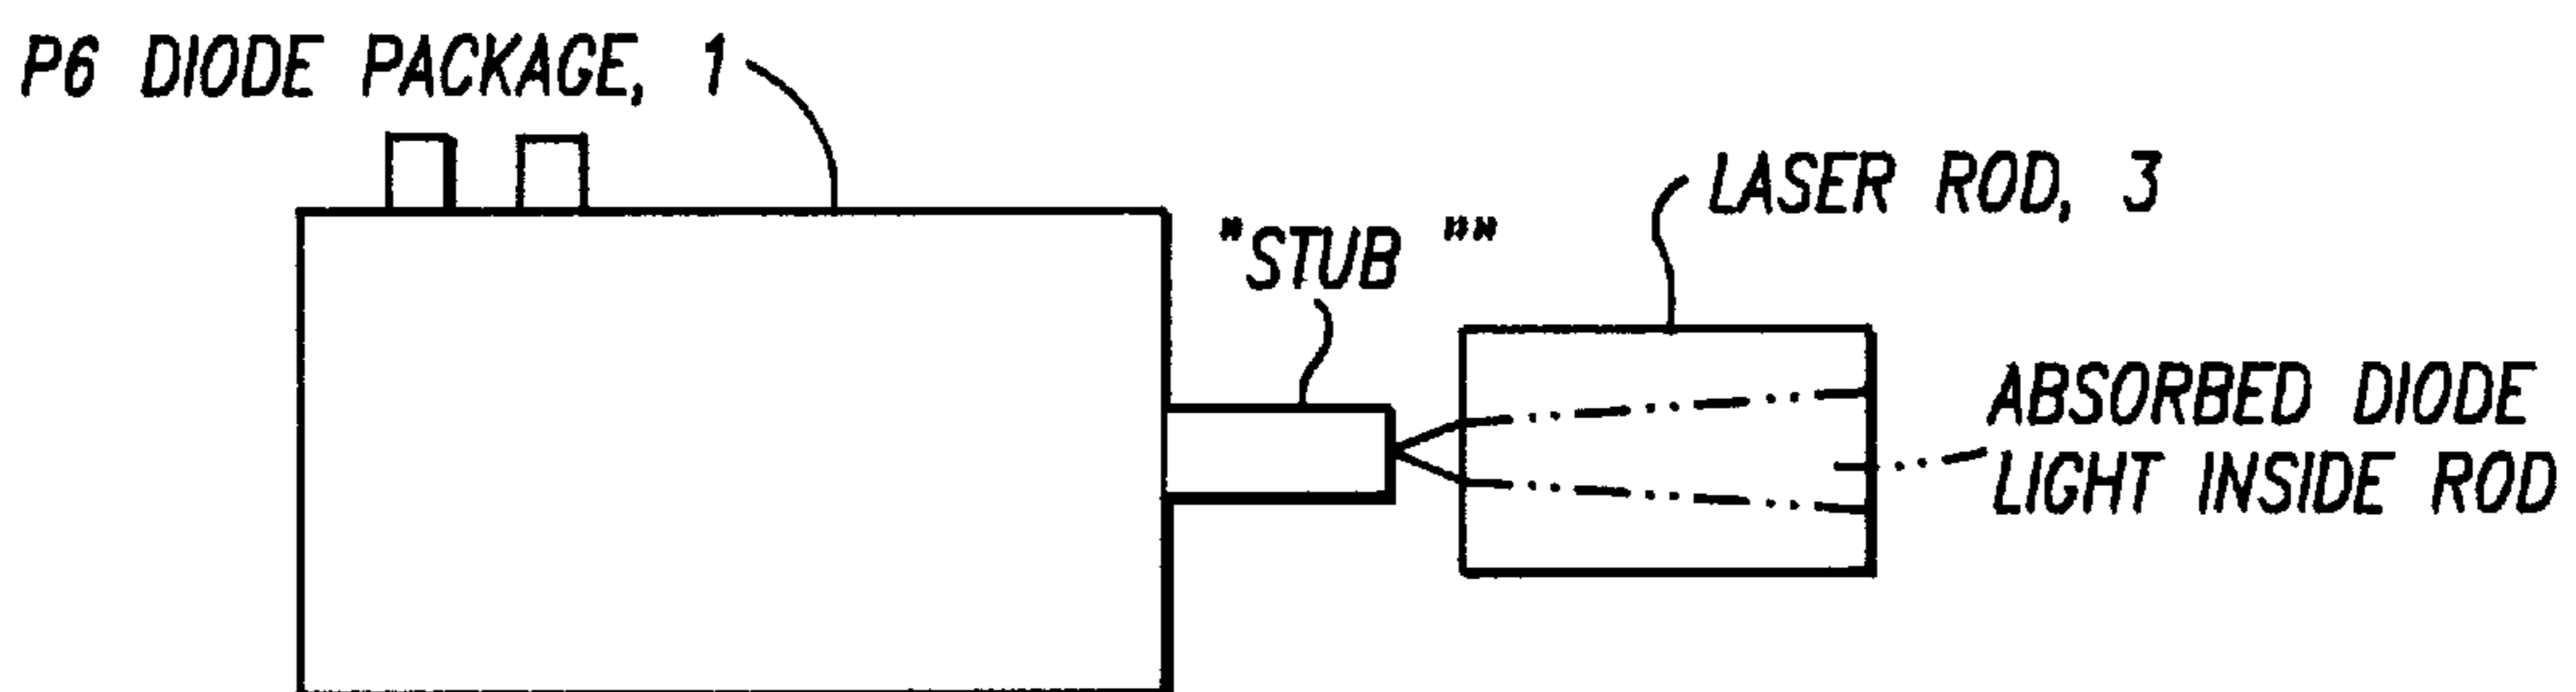 P6 DIODE PACKAGE, 1
"STUB ""
LASER ROD, 3
ABSORBED DIODE
LIGHT INSIDE ROD